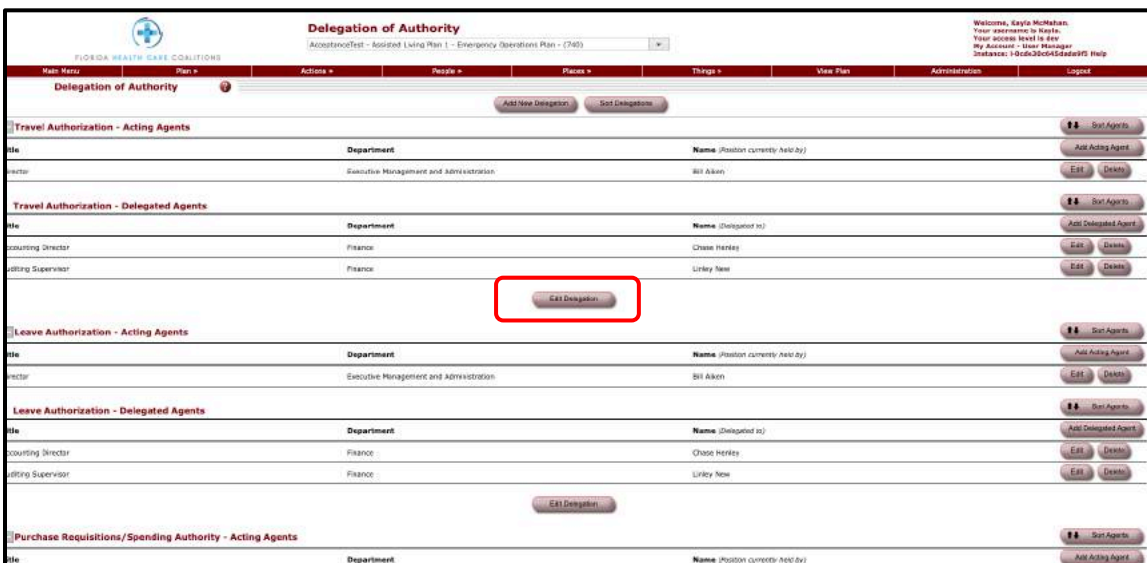 Delegation of Authority
AcceptanceTest - Assisted Living Plan 1 - Emergency Operations Plan - (740)
Welcome, Kayla McMahan.
Your username is Kayla.
Your access level is dev
My Account - User Manager
Instance: i-0cde30c645dada9f5 Help
FLORIDA HEALTH CARE COALITIONS
Main Menu Plan » Actions » People » Places » Things » View Plan Administration Logout
Delegation of Authority ?
Add New Delegation Sort Delegations
Travel Authorization - Acting Agents Sort Agents
itle Department Name (Position currently held by) Add Acting Agent
irector Executive Management and Administration Bill Aiken Edit Delete
Travel Authorization - Delegated Agents Sort Agents
itle Department Name (Delegated to) Add Delegated Agent
ccounting Director Finance Chase Henley Edit Delete
uditing Supervisor Finance Linley New Edit Delete
Edit Delegation
Leave Authorization - Acting Agents Sort Agents
itle Department Name (Position currently held by) Add Acting Agent
irector Executive Management and Administration Bill Aiken Edit Delete
Leave Authorization - Delegated Agents Sort Agents
itle Department Name (Delegated to) Add Delegated Agent
ccounting Director Finance Chase Henley Edit Delete
uditing Supervisor Finance Linley New Edit Delete
Edit Delegation
Purchase Requisitions/Spending Authority - Acting Agents Sort Agents
itle Department Name (Position currently held by) Add Acting Agent